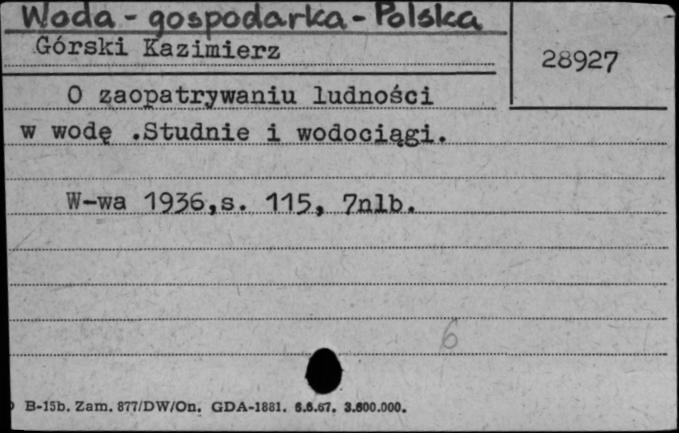 Woda - gospodarka - Polska
Górski Kazimierz
28927
O zaopatrywaniu ludności
w wodę .Studnie i wodociągi.
W-wa 1936,s. 115, 7nlb.
6
B-15b. Zam. 877/DW/On. GDA-1881. 6.6.67. 3.600.000.